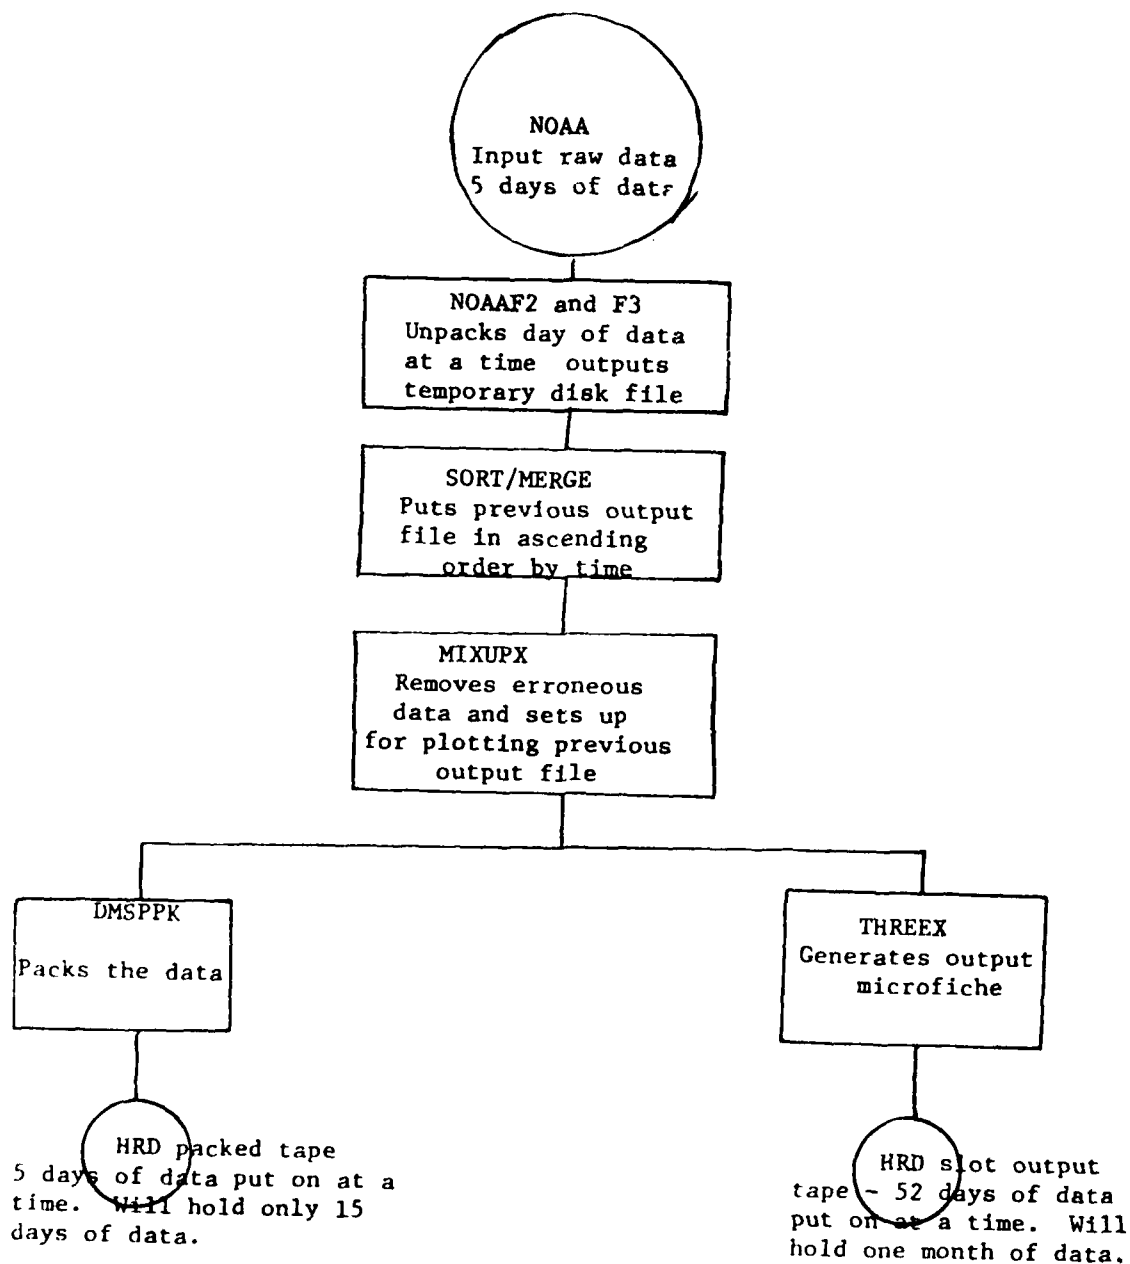 NOAA
Input raw data
5 days of data
NOAAF2 and F3
Unpacks day of data
at a time outputs
temporary disk file
SORT/MERGE
Puts previous output
file in ascending
order by time
MIXUPX
Removes erroneous
data and sets up
for plotting previous
output file
DMSPPK
Packs the data
THREEX
Generates output
microfiche
HRD packed tape
5 days of data put on at a
time. Will hold only 15
days of data.
HRD slot output
tape - 52 days of data
put on at a time. Will
hold one month of data.